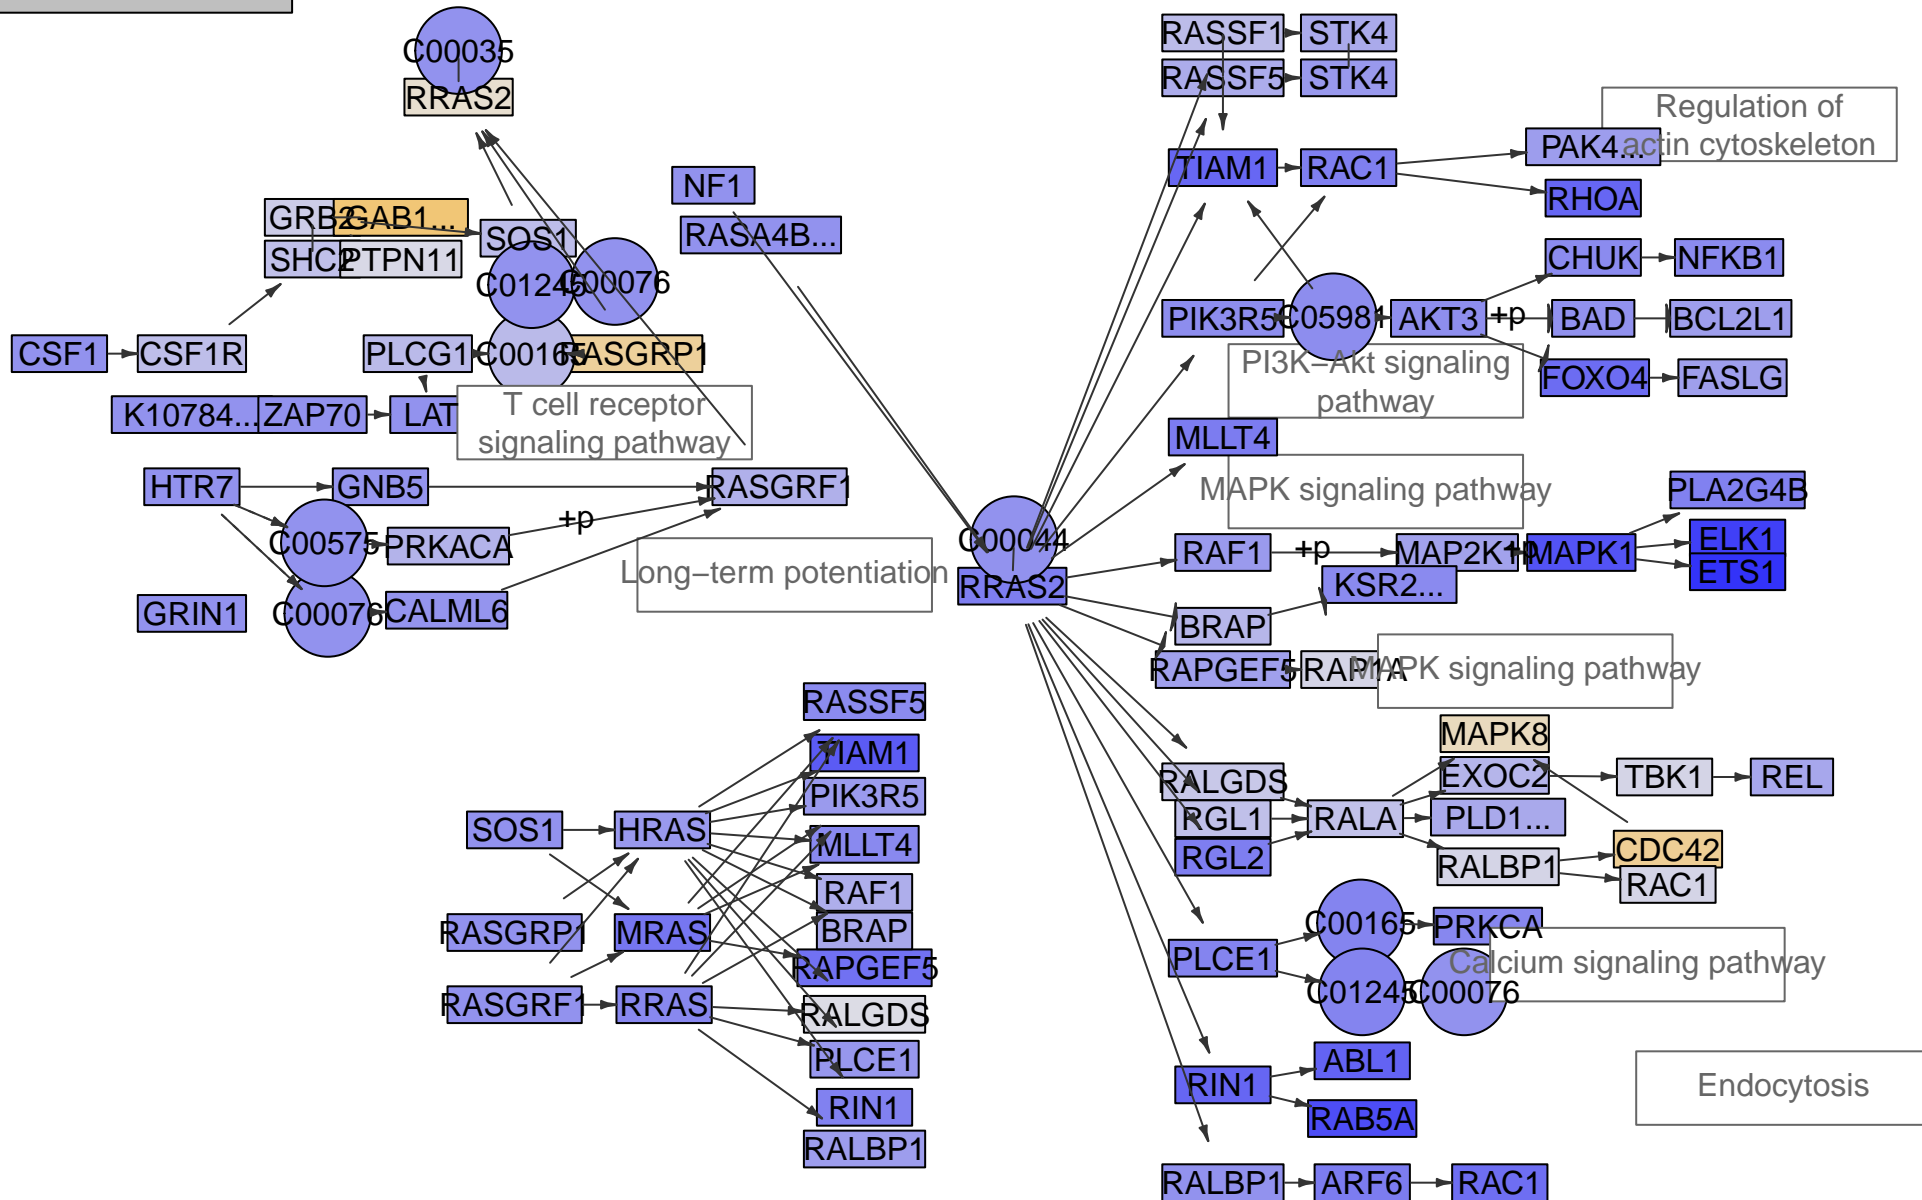 C00035
RRAS2
RASSF1
STK4
RASSF5
STK4
Regulation of
actin cytoskeleton
PAK4...
TIAM1
RAC1
RHOA
NF1
RASA4B...
GRB2
GAB1...
SOS1
SHC2
PTPN11
C01245
C00076
CHUK
NFKB1
PIK3R5
C05981
AKT3
+p
BAD
BCL2L1
CSF1
CSF1R
PLCG1
C00165
RASGRP1
PI3K−Akt signaling
pathway
FOXO4
FASLG
K10784...
ZAP70
LAT
T cell receptor
signaling pathway
MLLT4
HTR7
GNB5
RASGRF1
MAPK signaling pathway
PLA2G4B
C00575
PRKACA
+p
C00044
RRAS2
RAF1
+p
MAP2K1
+p
MAPK1
ELK1
ETS1
Long−term potentiation
KSR2...
GRIN1
C00076
CALML6
BRAP
RAPGEF5
RAP1A
MAPK signaling pathway
RASSF5
TIAM1
PIK3R5
SOS1
HRAS
MLLT4
RAF1
RASGRP1
MRAS
BRAP
RAPGEF5
RASGRF1
RRAS
RALGDS
PLCE1
RIN1
RALBP1
MAPK8
RALGDS
EXOC2
TBK1
REL
RGL1
RALA
PLD1...
RGL2
RALBP1
CDC42
RAC1
C00165
PRKCA
PLCE1
Calcium signaling pathway
C01245
C00076
RIN1
ABL1
RAB5A
Endocytosis
RALBP1
ARF6
RAC1